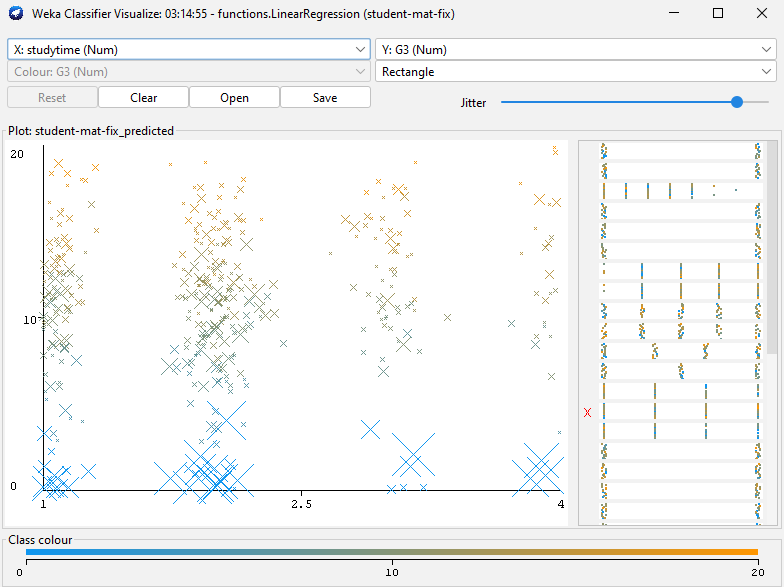 Weka Classifier Visualize: 03:14:55 - functions.LinearRegression (student-mat-fix)
X: studytime (Num) Y: G3 (Num)
Colour: G3 (Num) Rectangle
Reset Clear Open Save Jitter
Plot: student-mat-fix_predicted
20
10
0
1 2.5 4
X
Class colour
0 10 20